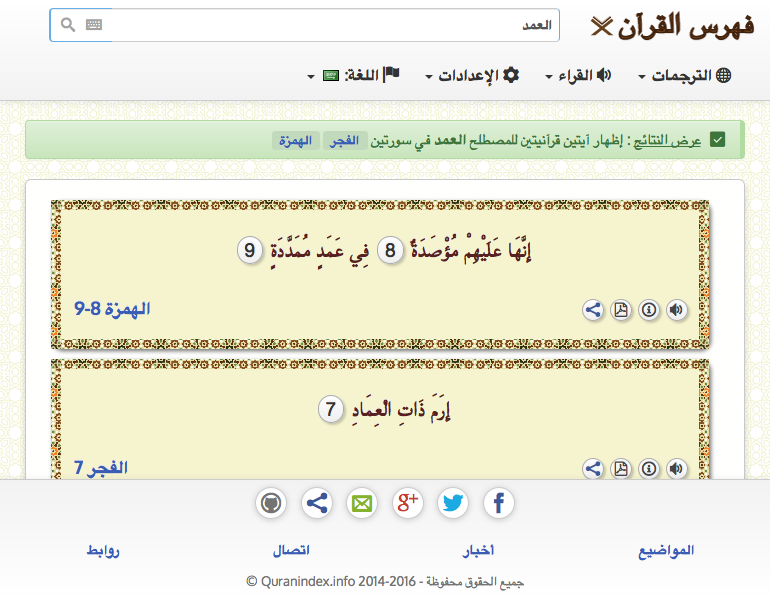 فهرس القرآن
العمد
الترجمات
القراء
الإعدادات
اللغة:
عرض النتائج : إظهار آيتين قرآنيتين للمصطلح العمد في سورتين الفجر الهمزة
إِنَّهَا عَلَيْهِمْ مُؤْصَدَةٌ 8 فِي عَمَدٍ مُمَدَّدَةٍ 9
الهمزة 8-9
إِرَمَ ذَاتِ الْعِمَادِ 7
الفجر 7
المواضيع
أخبار
اتصال
روابط
جميع الحقوق محفوظة - Quranindex.info 2014-2016 ©